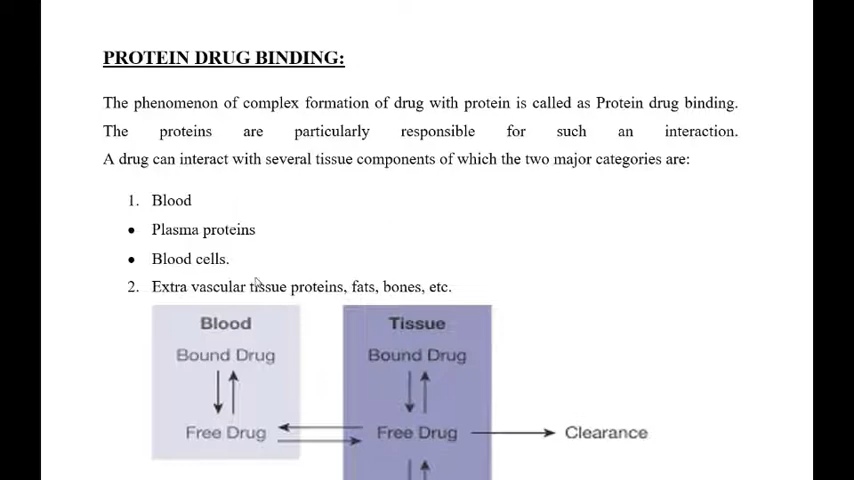 PROTEIN DRUG BINDING:
The phenomenon of complex formation of drug with protein is called as Protein drug binding.
The proteins are particularly responsible for such an interaction.
A drug can interact with several tissue components of which the two major categories are:
1. Blood
• Plasma proteins
• Blood cells.
2. Extra vascular tissue proteins, fats, bones, etc.
Blood Tissue
Bound Drug Bound Drug
Free Drug Free Drug Clearance